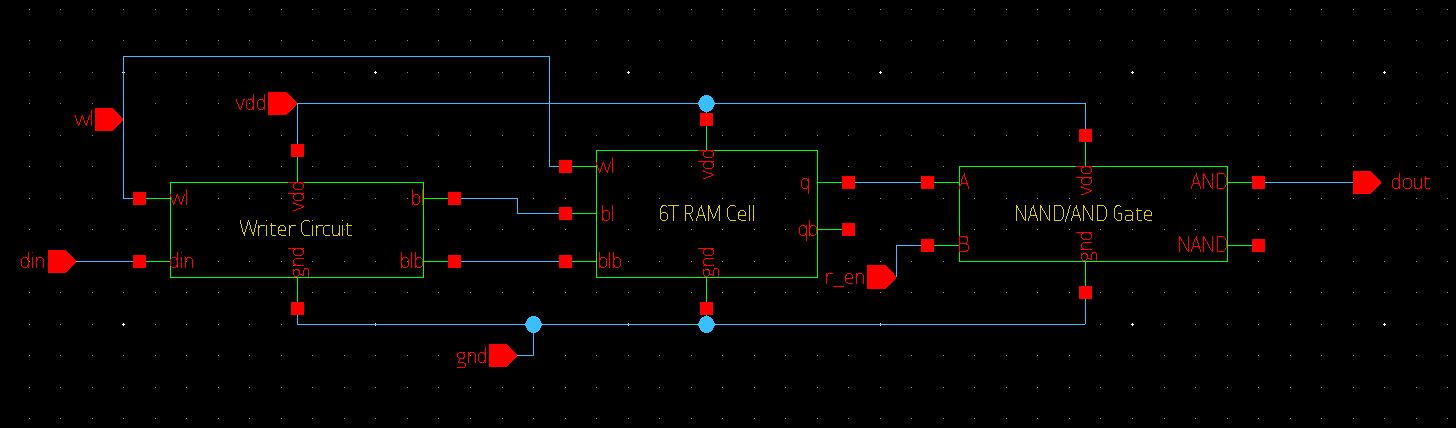 wl
vdd
din
wl
din
vdd
Writer Circuit
gnd
bl
blb
gnd
wl
bl
blb
vdd
6T RAM Cell
gnd
q
qb
r_en
A
B
vdd
NAND/AND Gate
gnd
AND
NAND
dout